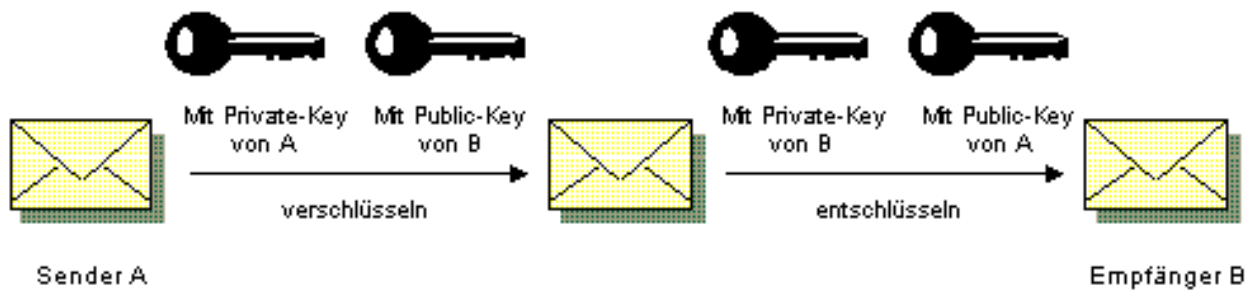 Mit Private-Key von A
Mit Public-Key von B
verschlüsseln
Mit Private-Key von B
Mit Public-Key von A
entschlüsseln
Sender A
Empfänger B